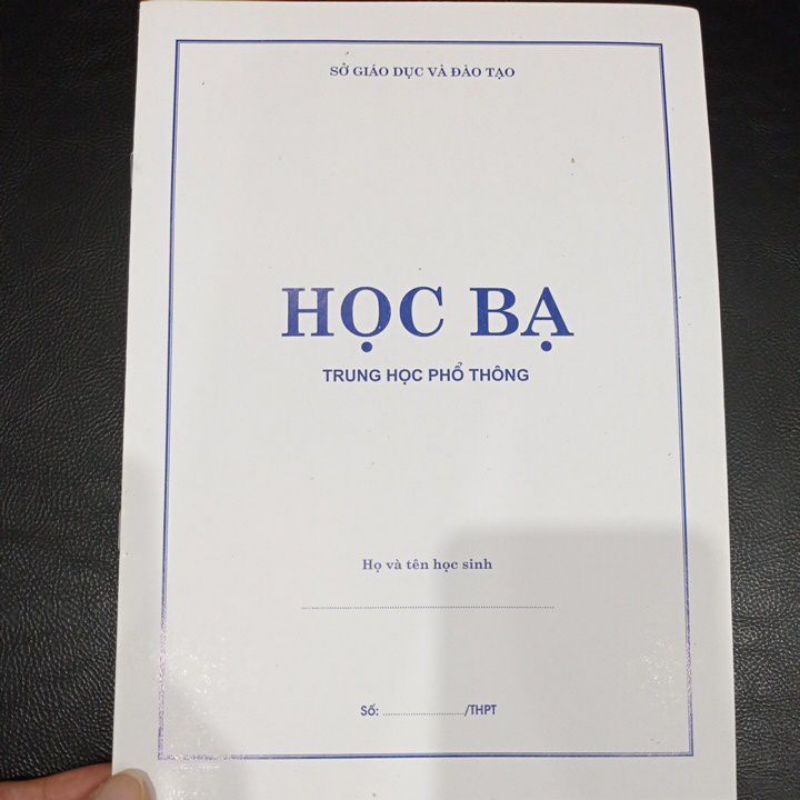 SỞ GIÁO DỤC VÀ ĐÀO TẠO
HỌC BẠ
TRUNG HỌC PHỔ THÔNG
Họ và tên học sinh
Số: ............................/THPT